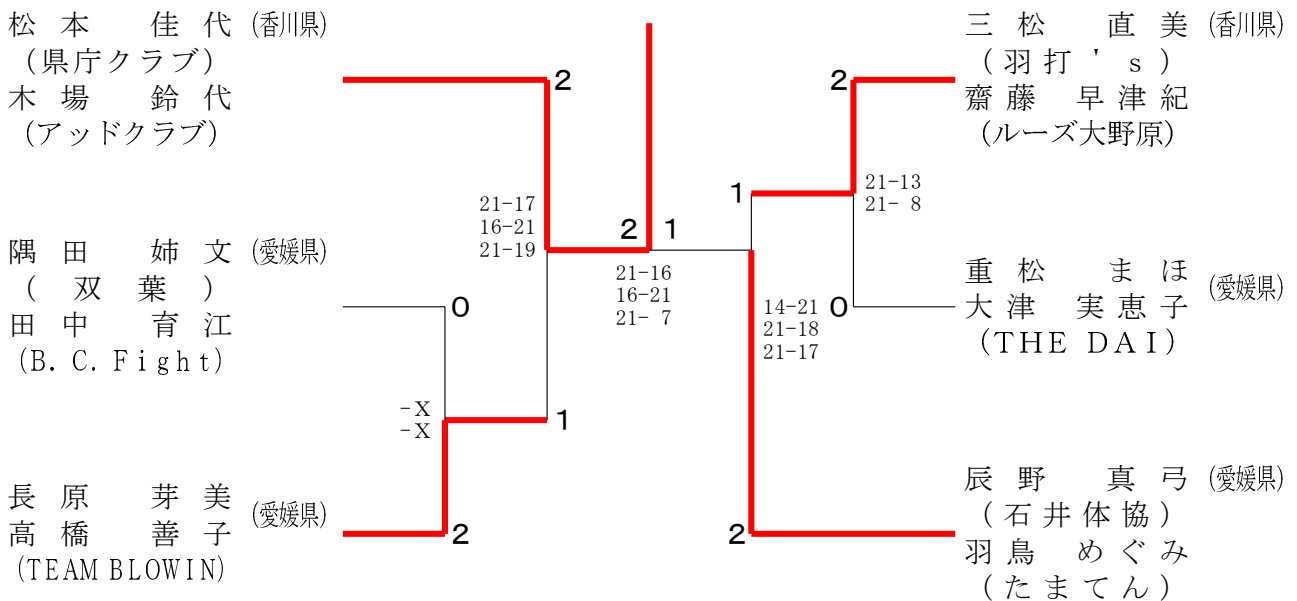 松本 佳代 (香川県)
(県庁クラブ)
木場 鈴代
(アッドクラブ)
2
21-17
16-21
21-19
隅田 姉文 (愛媛県)
(双葉)
田中 育江
(B.C.Fight)
0
-X
-X
1
長原 芽美
高橋 善子
(愛媛県)
(TEAM BLOWIN)
2
2
1
21-16
16-21
21- 7
三松 直美 (香川県)
(羽打's)
齋藤 早津紀
(ルーズ大野原)
2
21-13
21- 8
1
重松 まほ
大津 実恵子
(愛媛県)
(THE DAI)
0
14-21
21-18
21-17
辰野 真弓 (愛媛県)
(石井体協)
羽鳥 めぐみ
(たまてん)
2